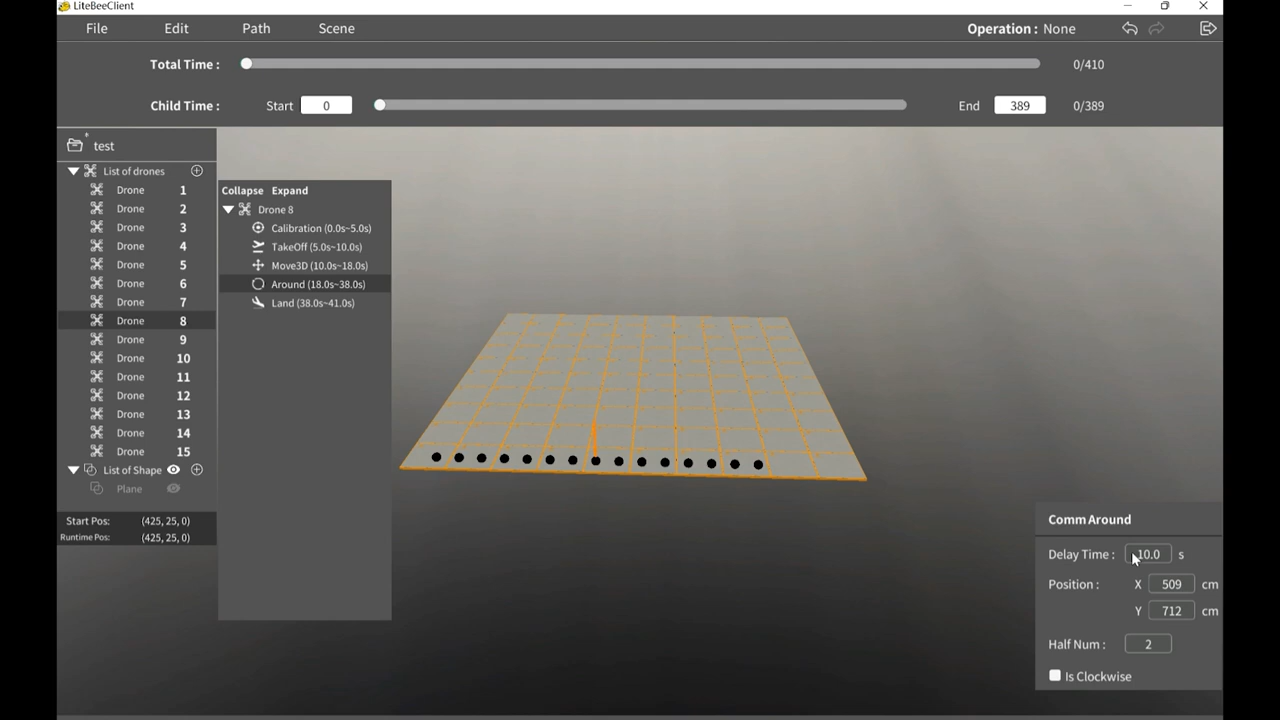 LiteBeeClient
File Edit Path Scene Operation : None
Total Time : 0/410
Child Time : Start 0 End 389 0/389
test
List of drones
Drone 1
Drone 2
Drone 3
Drone 4
Drone 5
Drone 6
Drone 7
Drone 8
Drone 9
Drone 10
Drone 11
Drone 12
Drone 13
Drone 14
Drone 15
List of Shape
Plane
Start Pos: (425, 25, 0)
Runtime Pos: (425, 25, 0)
Collapse Expand
Drone 8
Calibration (0.0s~5.0s)
TakeOff (5.0s~10.0s)
Move3D (10.0s~18.0s)
Around (18.0s~38.0s)
Land (38.0s~41.0s)
Comm Around
Delay Time : 10.0 s
Position : X 509 cm
Y 712 cm
Half Num : 2
Is Clockwise